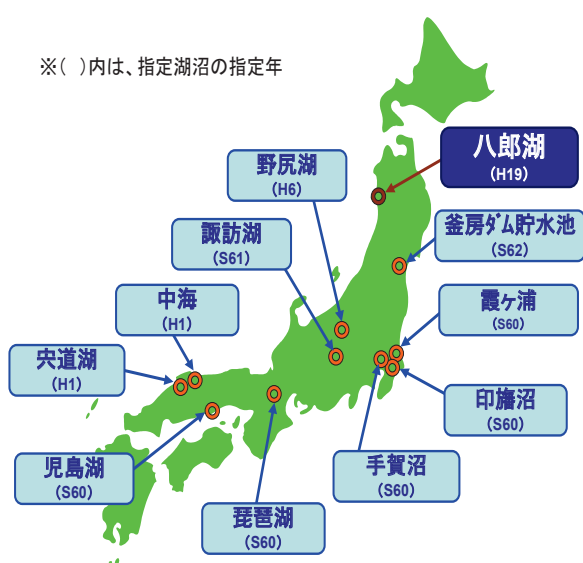 ※(　)内は、指定湖沼の指定年
八郎湖
(H19)
野尻湖
(H6)
釜房ダム貯水池
(S62)
諏訪湖
(S61)
中海
(H1)
霞ヶ浦
(S60)
宍道湖
(H1)
印旛沼
(S60)
児島湖
(S60)
手賀沼
(S60)
琵琶湖
(S60)